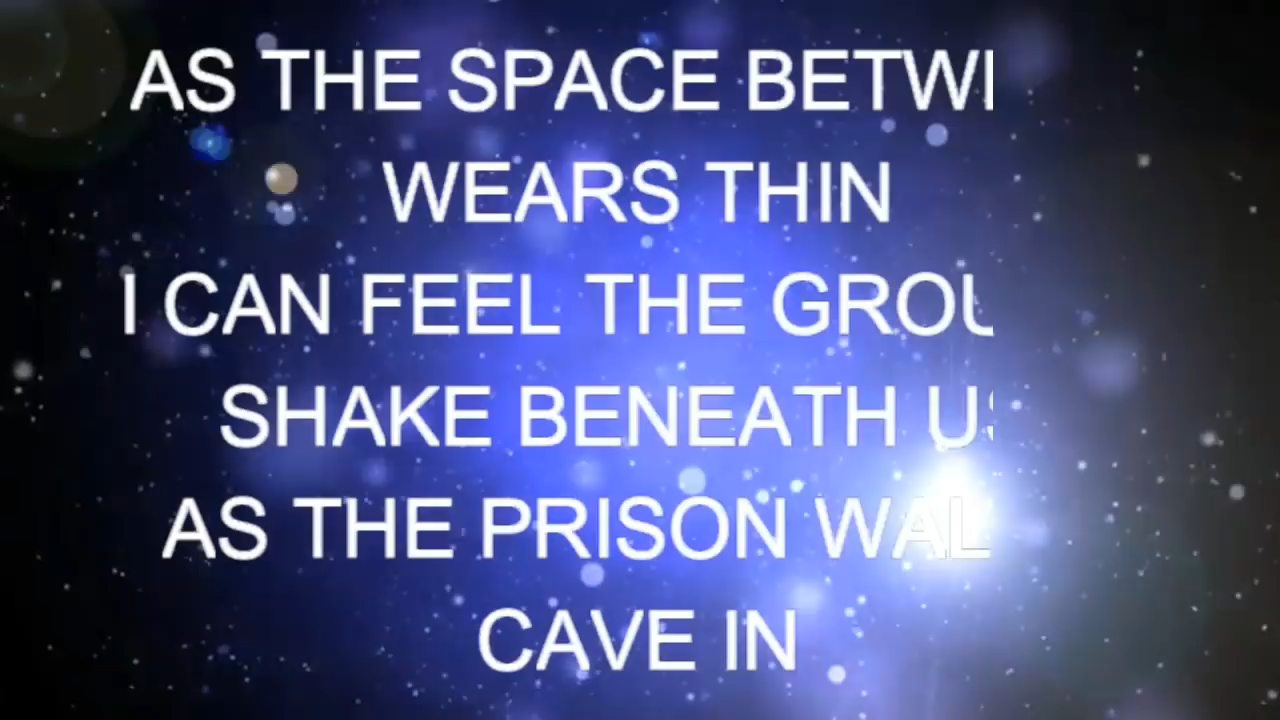 AS THE SPACE
WEARS THIN
I CAN FEEL THE
SHAKE BENEATH
AS THE PRISON
CAVE IN